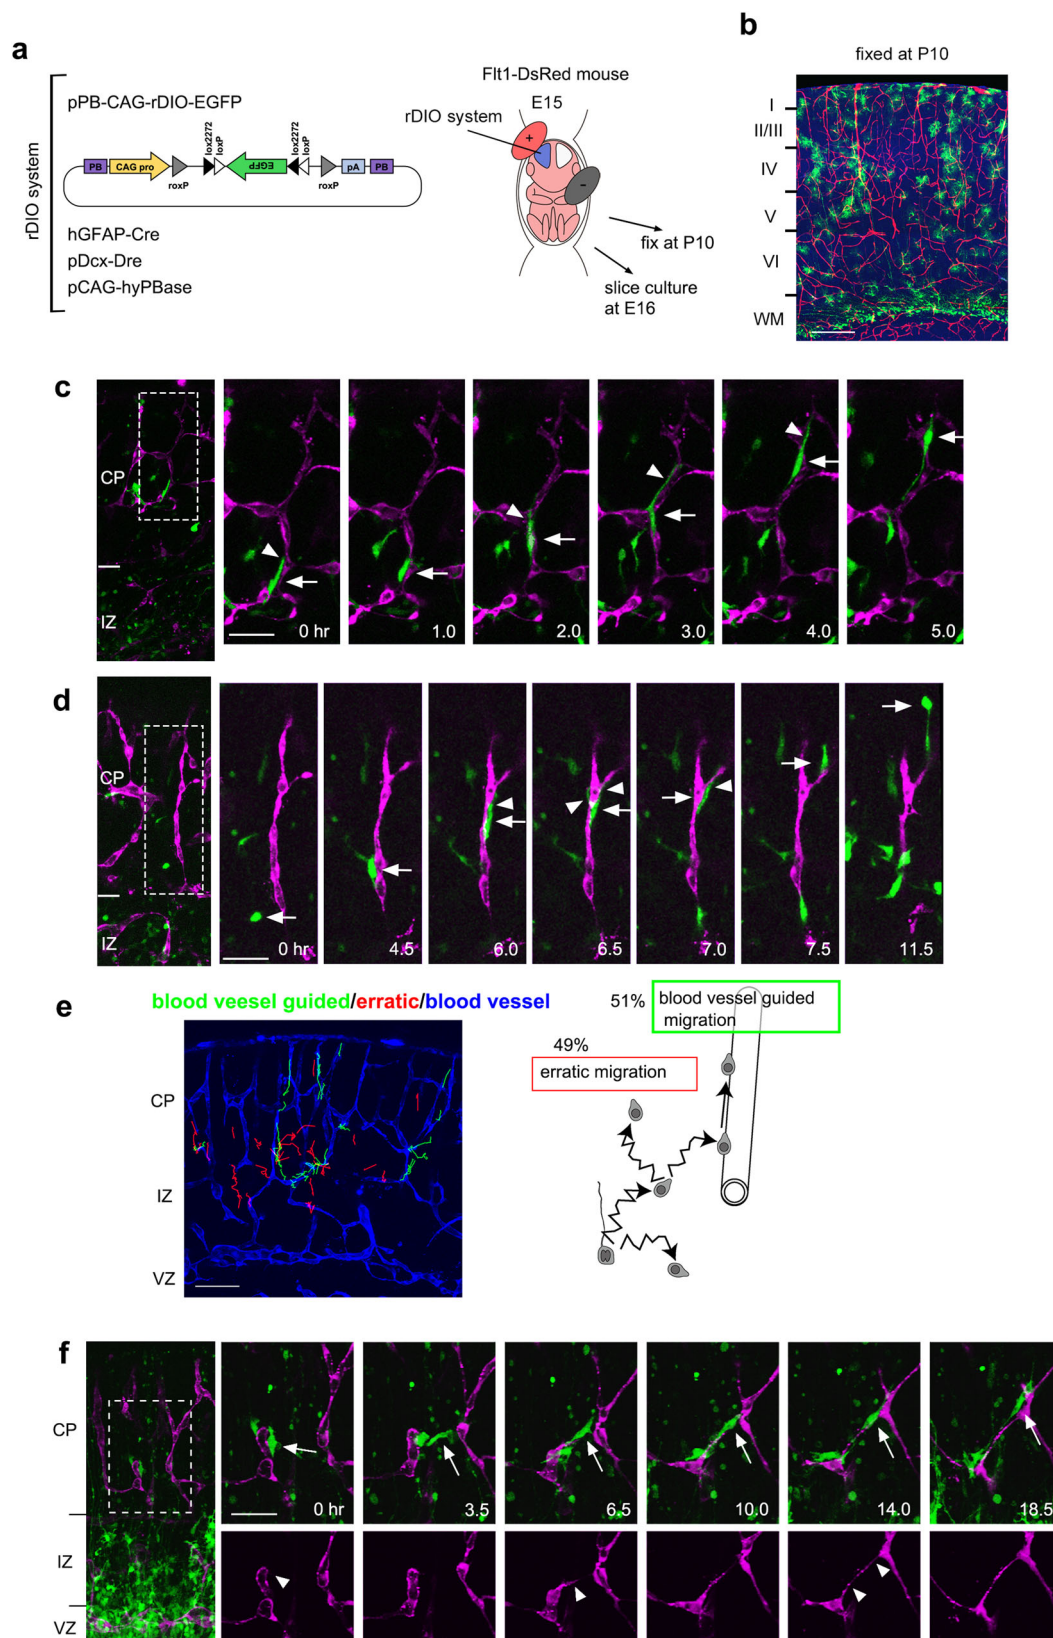 a
rDIO system
pPB-CAG-rDIO-EGFP
lox2272
loxP
lox2272
loxP
PB
CAG pro
EGFP
pA
PB
roxP
roxP
hGFAP-Cre
pDcx-Dre
pCAG-hyPBase
Flt1-DsRed mouse
E15
rDIO system
+
-
fix at P10
slice culture
at E16
b
fixed at P10
I
II/III
IV
V
VI
WM
c
CP
IZ
0 hr
1.0
2.0
3.0
4.0
5.0
d
CP
IZ
0 hr
4.5
6.0
6.5
7.0
7.5
11.5
e
blood veesel guided/erratic/blood vessel
CP
IZ
VZ
51%
blood vessel guided
migration
49%
erratic migration
f
CP
IZ
VZ
0 hr
3.5
6.5
10.0
14.0
18.5